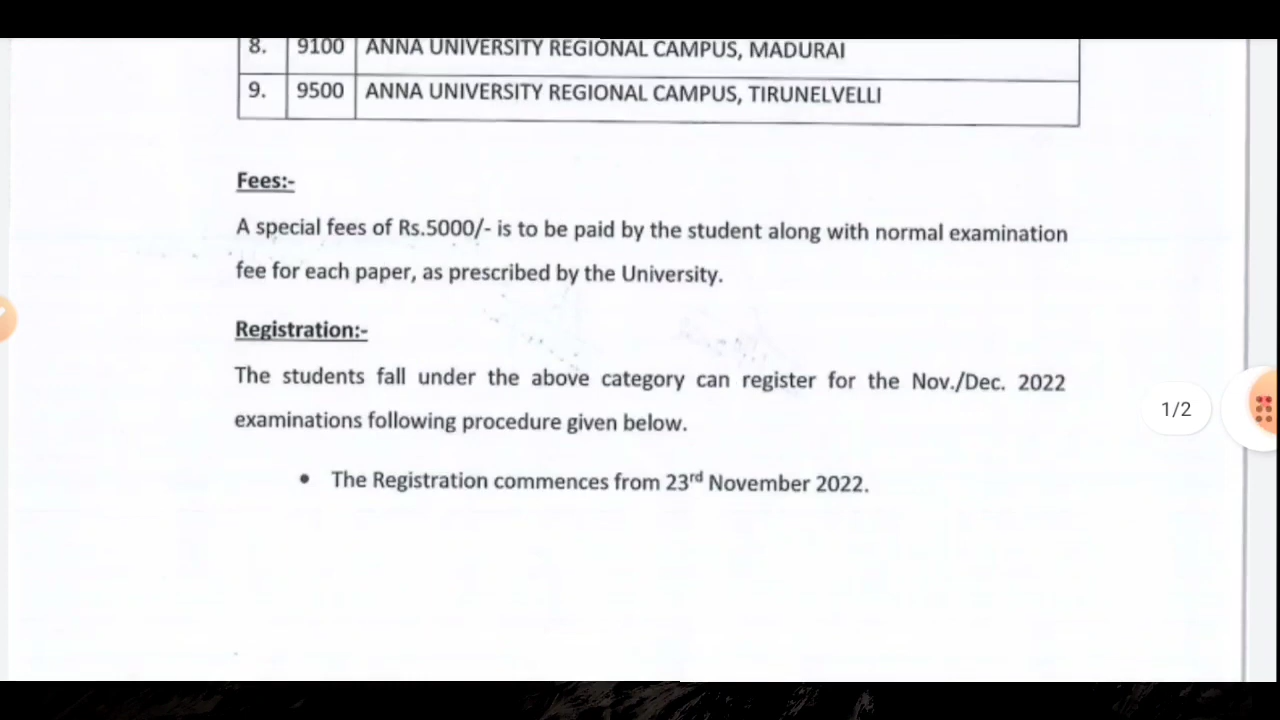 8. 9100 ANNA UNIVERSITY REGIONAL CAMPUS, MADURAI
9. 9500 ANNA UNIVERSITY REGIONAL CAMPUS, TIRUNELVELLI
Fees:-
A special fees of Rs.5000/- is to be paid by the student along with normal examination
fee for each paper, as prescribed by the University.
Registration:-
The students fall under the above category can register for the Nov./Dec. 2022
examinations following procedure given below.
1/2
• The Registration commences from 23rd November 2022.